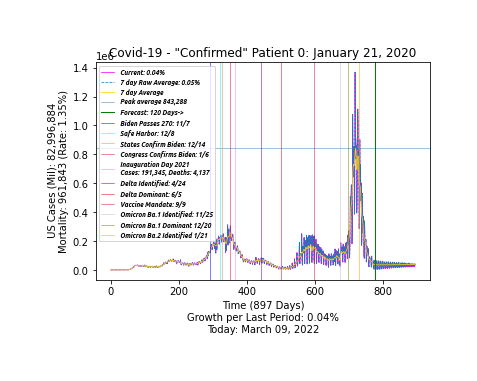 Covid-19 - "Confirmed" Patient 0: January 21, 2020
1e6
1.4
1.2
1.0
0.8
0.6
0.4
0.2
0.0
US Cases (Mil): 82,996,884
Mortality: 961,843 (Rate: 1.35%)
Current: 0.04%
7 day Raw Average: 0.05%
7 day Average
Peak average 843,288
Forecast: 120 Days->
Biden Passes 270: 11/7
Safe Harbor: 12/8
States Confirm Biden: 12/14
Congress Confirms Biden: 1/6
Inauguration Day 2021
Cases: 191,345, Deaths: 4,137
Delta Identified: 4/24
Delta Dominant: 6/5
Vaccine Mandate: 9/9
Omicron Ba.1 Identified: 11/25
Omicron Ba.1 Dominant 12/20
Omicron Ba.2 Identified 1/21
0 200 400 600 800
Time (897 Days)
Growth per Last Period: 0.04%
Today: March 09, 2022